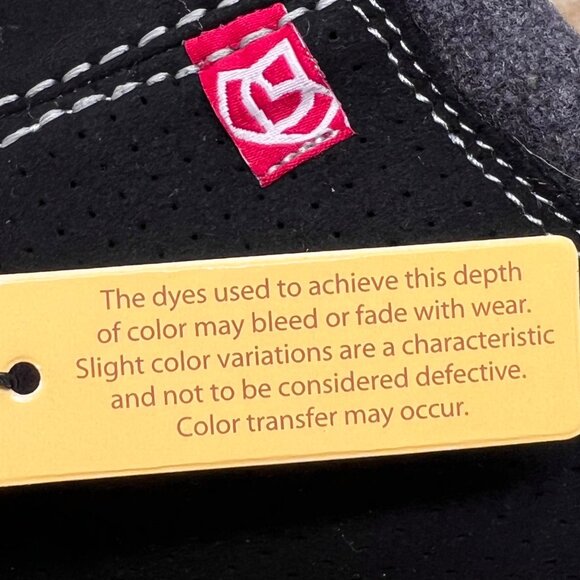 The dyes used to achieve this depth
of color may bleed or fade with wear.
Slight color variations are a characteristic
and not to be considered defective.
Color transfer may occur.